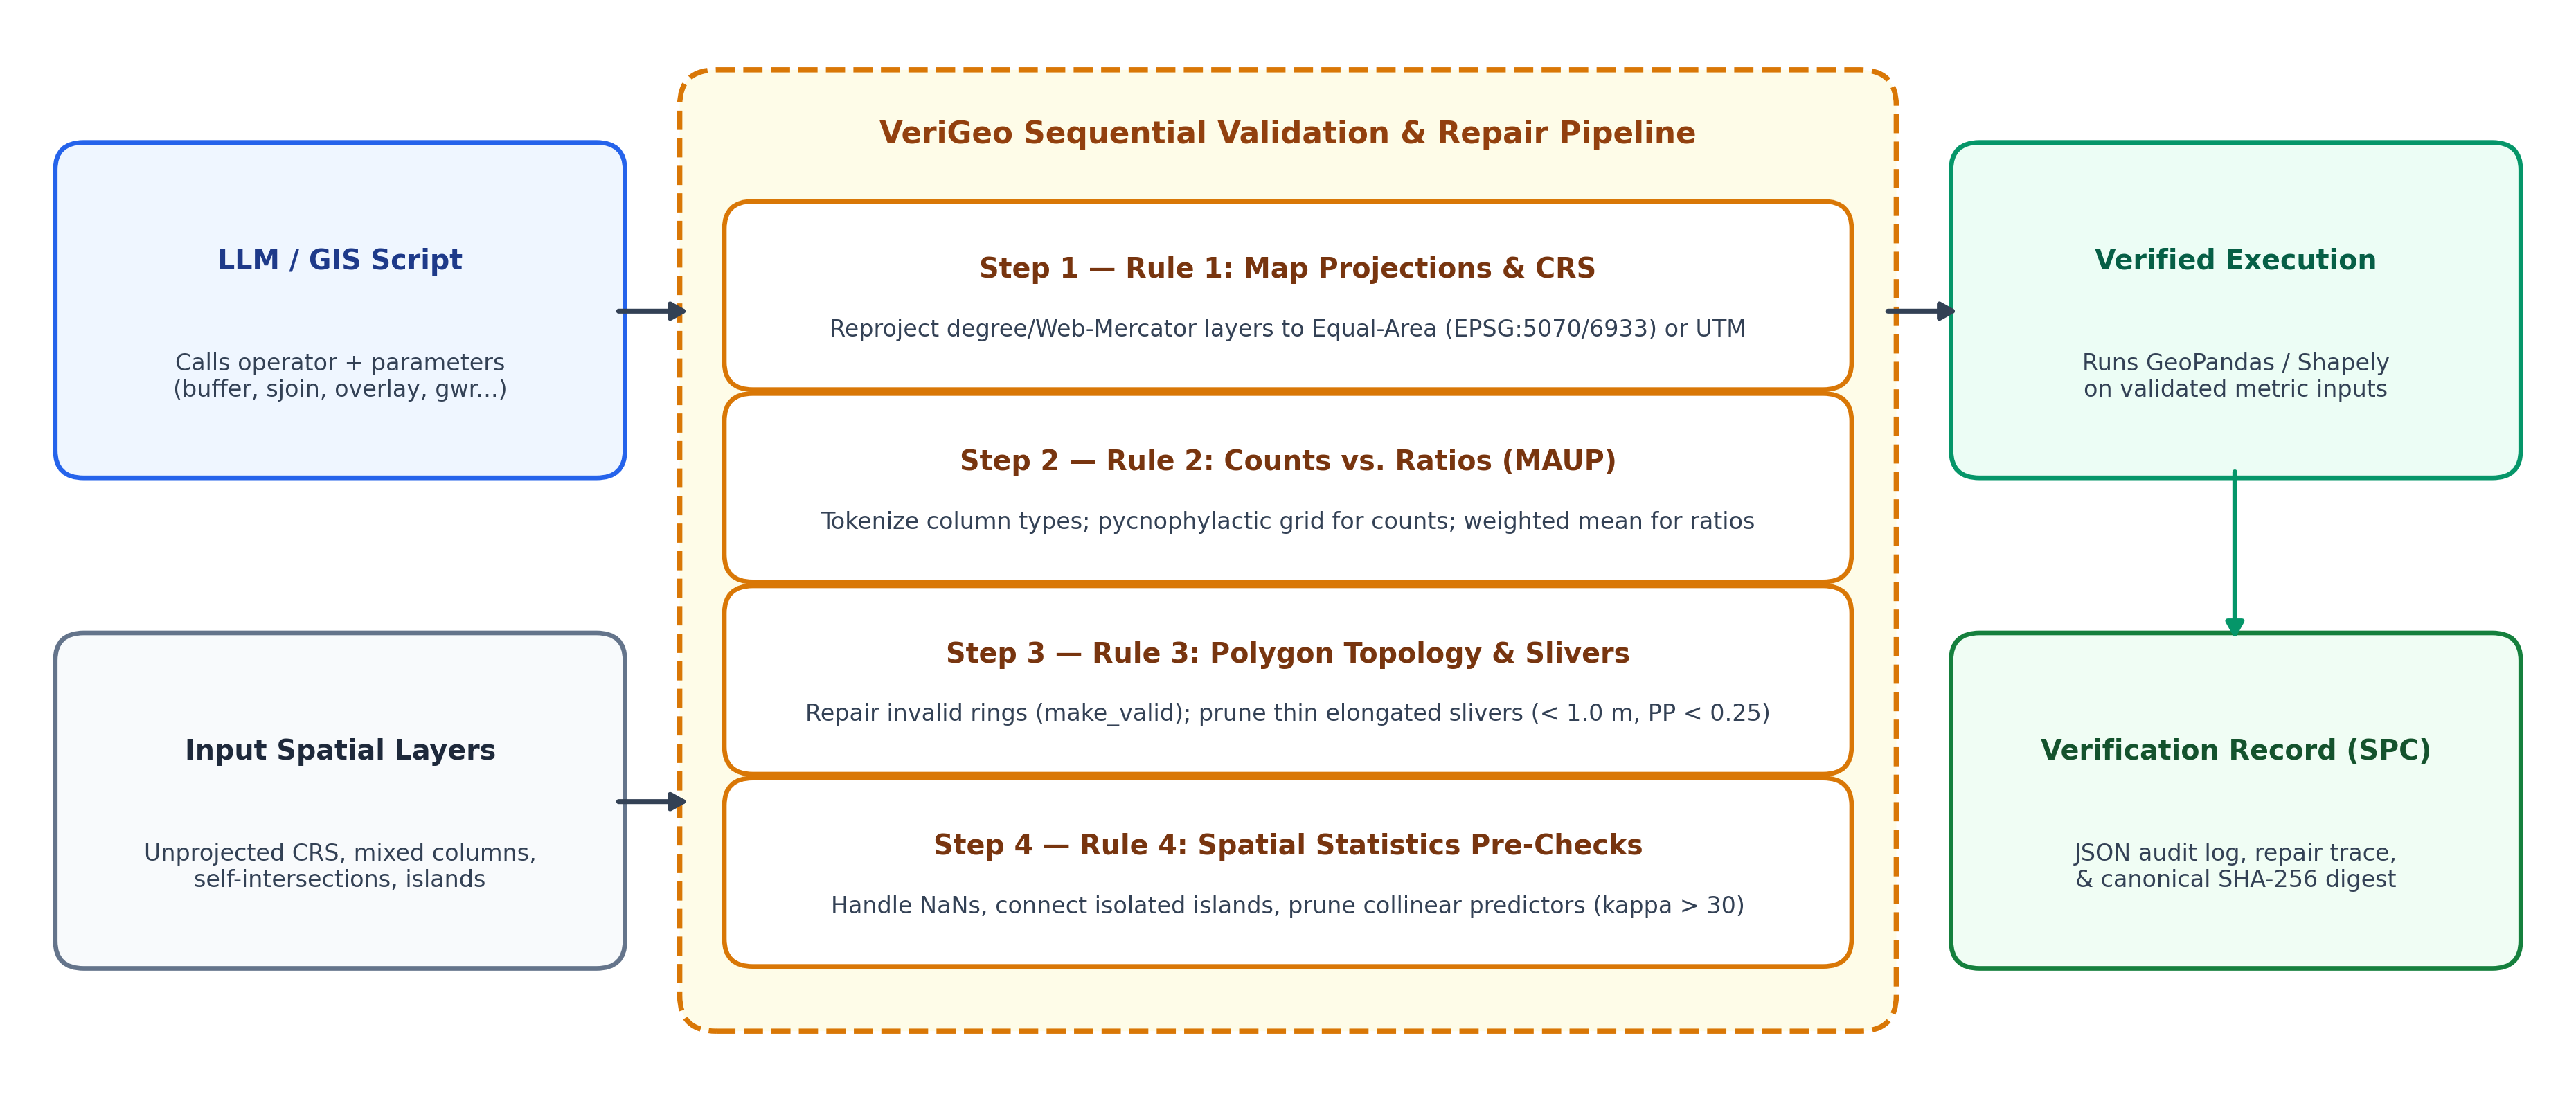 LLM / GIS Script
Calls operator + parameters
(buffer, sjoin, overlay, gwr...)
Input Spatial Layers
Unprojected CRS, mixed columns,
self-intersections, islands
VeriGeo Sequential Validation & Repair Pipeline
Step 1 — Rule 1: Map Projections & CRS
Reproject degree/Web-Mercator layers to Equal-Area (EPSG:5070/6933) or UTM
Step 2 — Rule 2: Counts vs. Ratios (MAUP)
Tokenize column types; pycnophylactic grid for counts; weighted mean for ratios
Step 3 — Rule 3: Polygon Topology & Slivers
Repair invalid rings (make_valid); prune thin elongated slivers (< 1.0 m, PP < 0.25)
Step 4 — Rule 4: Spatial Statistics Pre-Checks
Handle NaNs, connect isolated islands, prune collinear predictors (kappa > 30)
Verified Execution
Runs GeoPandas / Shapely
on validated metric inputs
Verification Record (SPC)
JSON audit log, repair trace,
& canonical SHA-256 digest